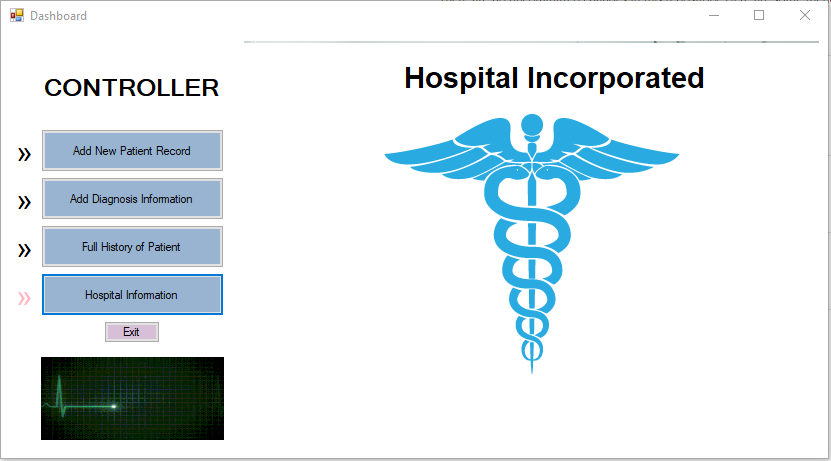 Dashboard
CONTROLLER
Hospital Incorporated
» Add New Patient Record
» Add Diagnosis Information
» Full History of Patient
» Hospital Information
Exit